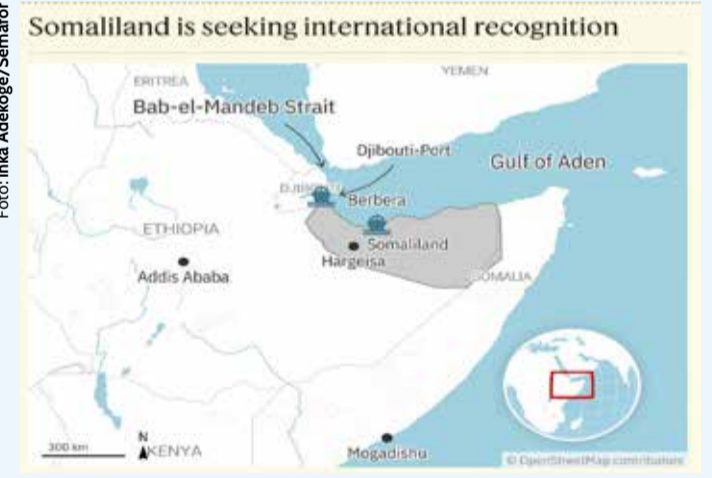 Somaliland is seeking international recognition
Foto: Inka Adekoge/Semafor
YEMEN
ERITREA
Bab-el-Mandeb Strait
Djibouti-Port
Gulf of Aden
DJIBOUTI
Berbera
ETHIOPIA
Somaliland
Hargeisa
Addis Ababa
SOMALIA
300 km
N
KENYA
Mogadishu
© OpenStreetMap contributors